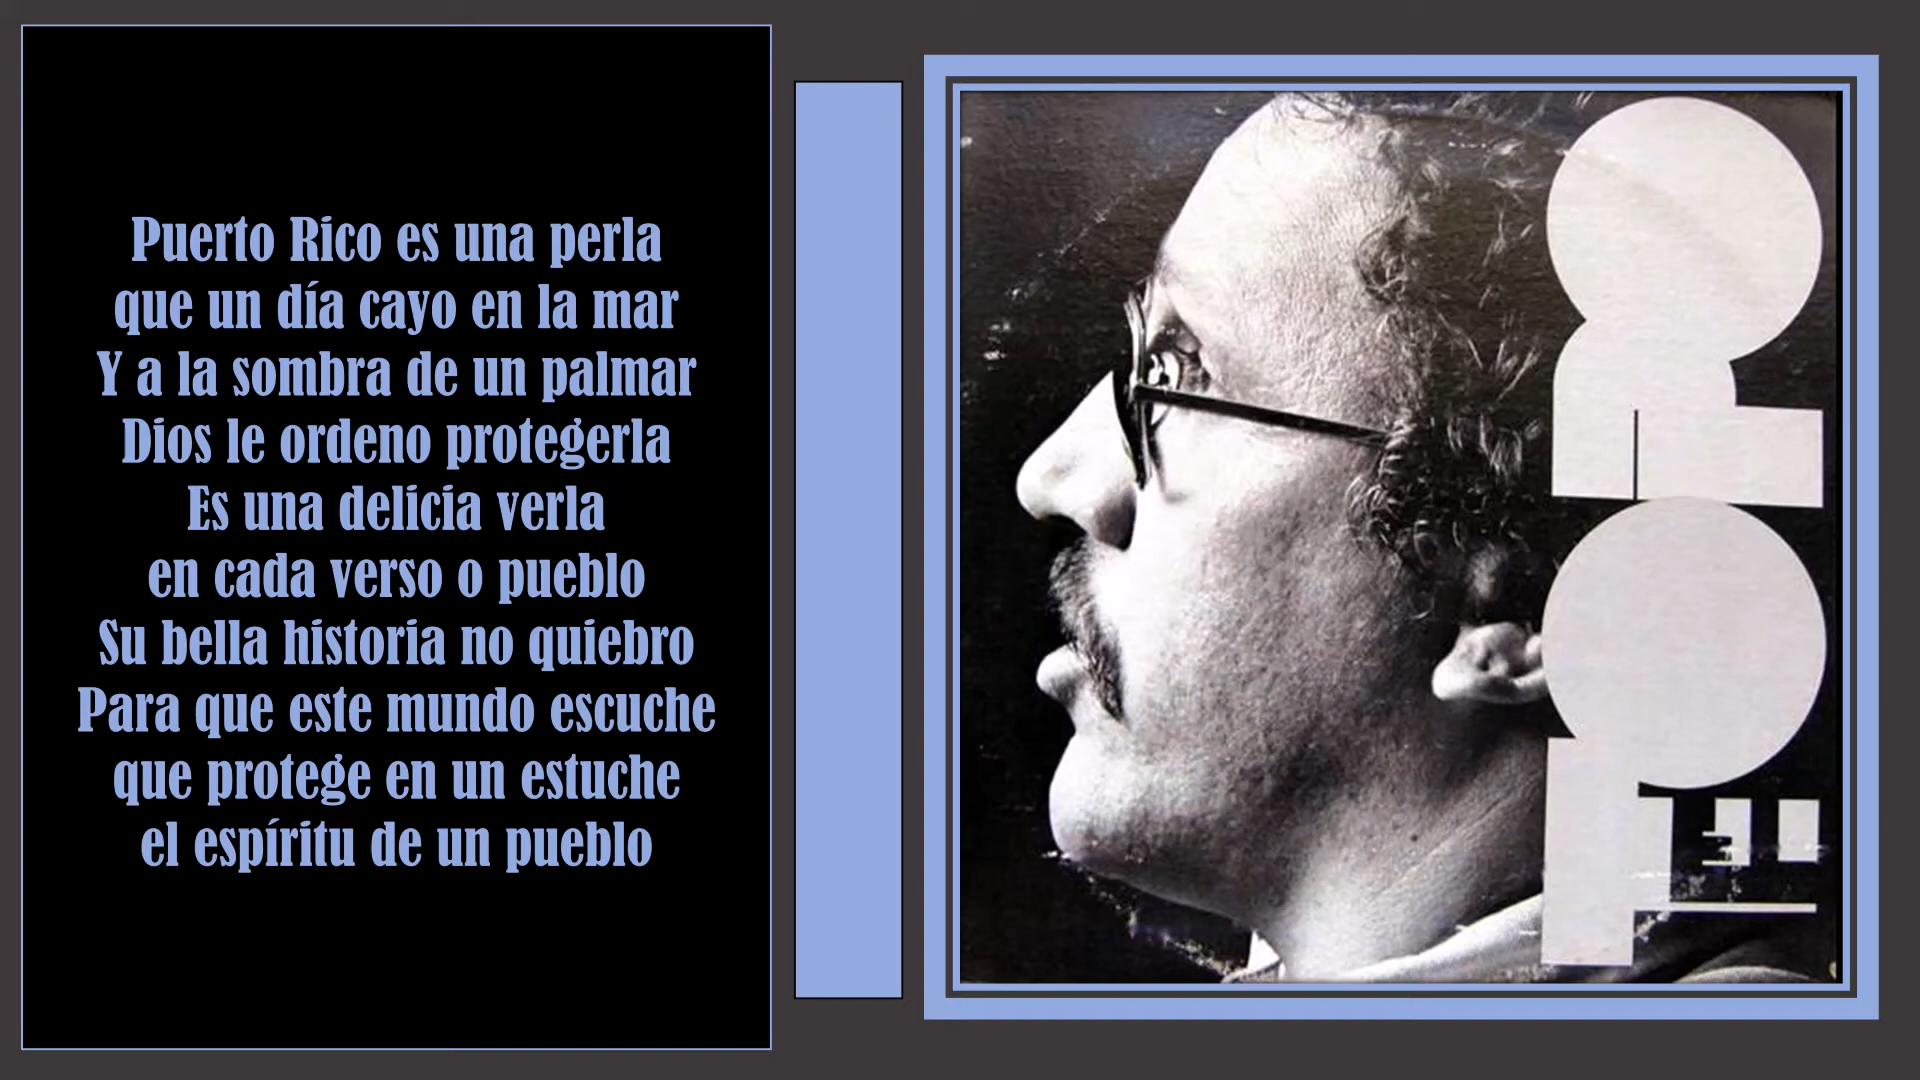 Puerto Rico es una perla
que un día cayo en la mar
Y a la sombra de un palmar
Dios le ordeno protegerla
Es una delicia verla
en cada verso o pueblo
Su bella historia no quiebro
Para que este mundo escuche
que protege en un estuche
el espíritu de un pueblo